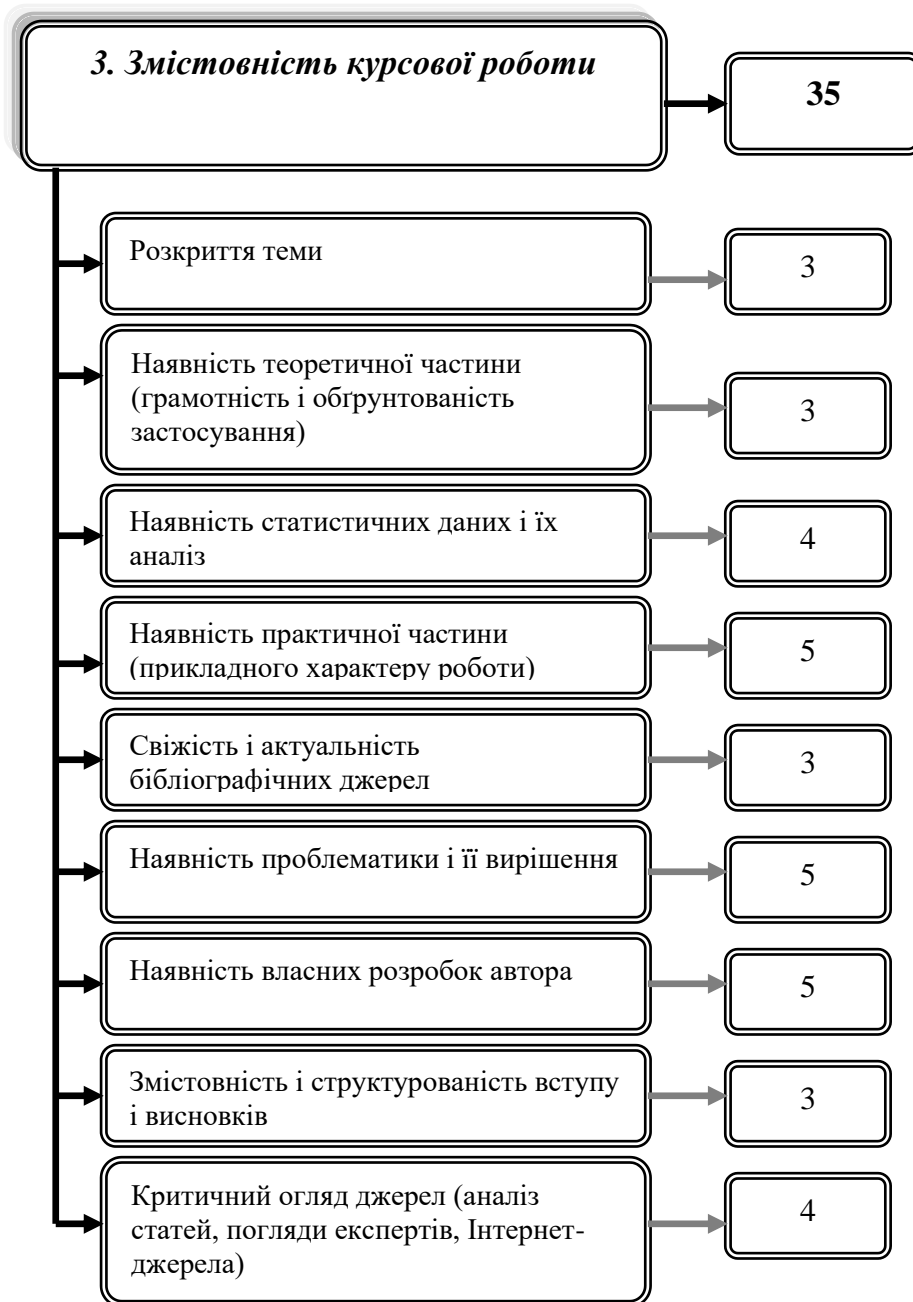 3. Змістовність курсової роботи
35
Розкриття теми
3
Наявність теоретичної частини
(грамотність і обґрунтованість
застосування)
3
Наявність статистичних даних і їх
аналіз
4
Наявність практичної частини
(прикладного характеру роботи)
5
Свіжість і актуальність
бібліографічних джерел
3
Наявність проблематики і її вирішення
5
Наявність власних розробок автора
5
Змістовність і структурованість вступу
і висновків
3
Критичний огляд джерел (аналіз
статей, погляди експертів, Інтернет-
джерела)
4